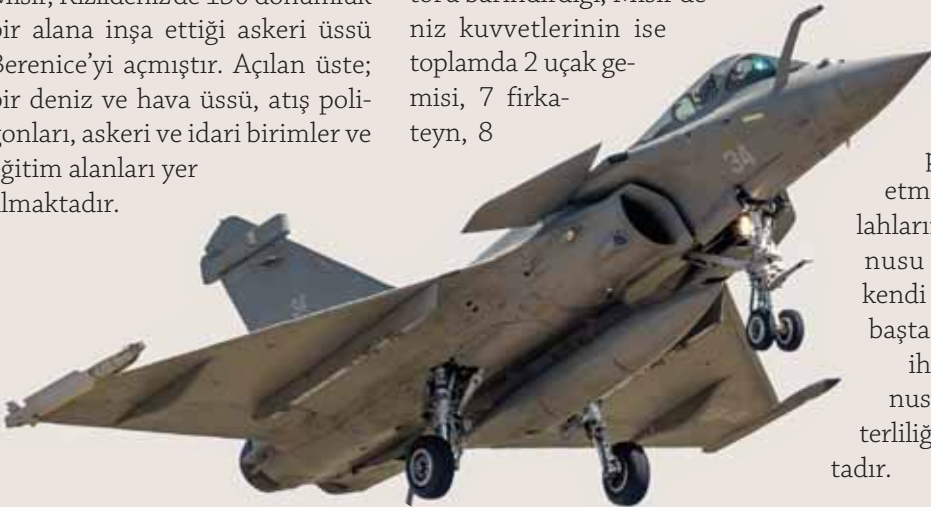 Mısır, Kızıldeniz'de 150 dönümlük
bir alana inşa ettiği askeri üssü
Berenice'yi açmıştır. Açılan üste;
bir deniz ve hava üssü, atış poli-
gonları, askeri ve idari birimler ve
eğitim alanları yer
almaktadır.
barındırdığı, Mısır de-
niz kuvvetlerinin ise
toplamda 2 uçak ge-
misi, 7 firka-
teyn, 8
34
etm
lahların
nusu
kendi
başta
ih
nus
terliliğ
tadır.